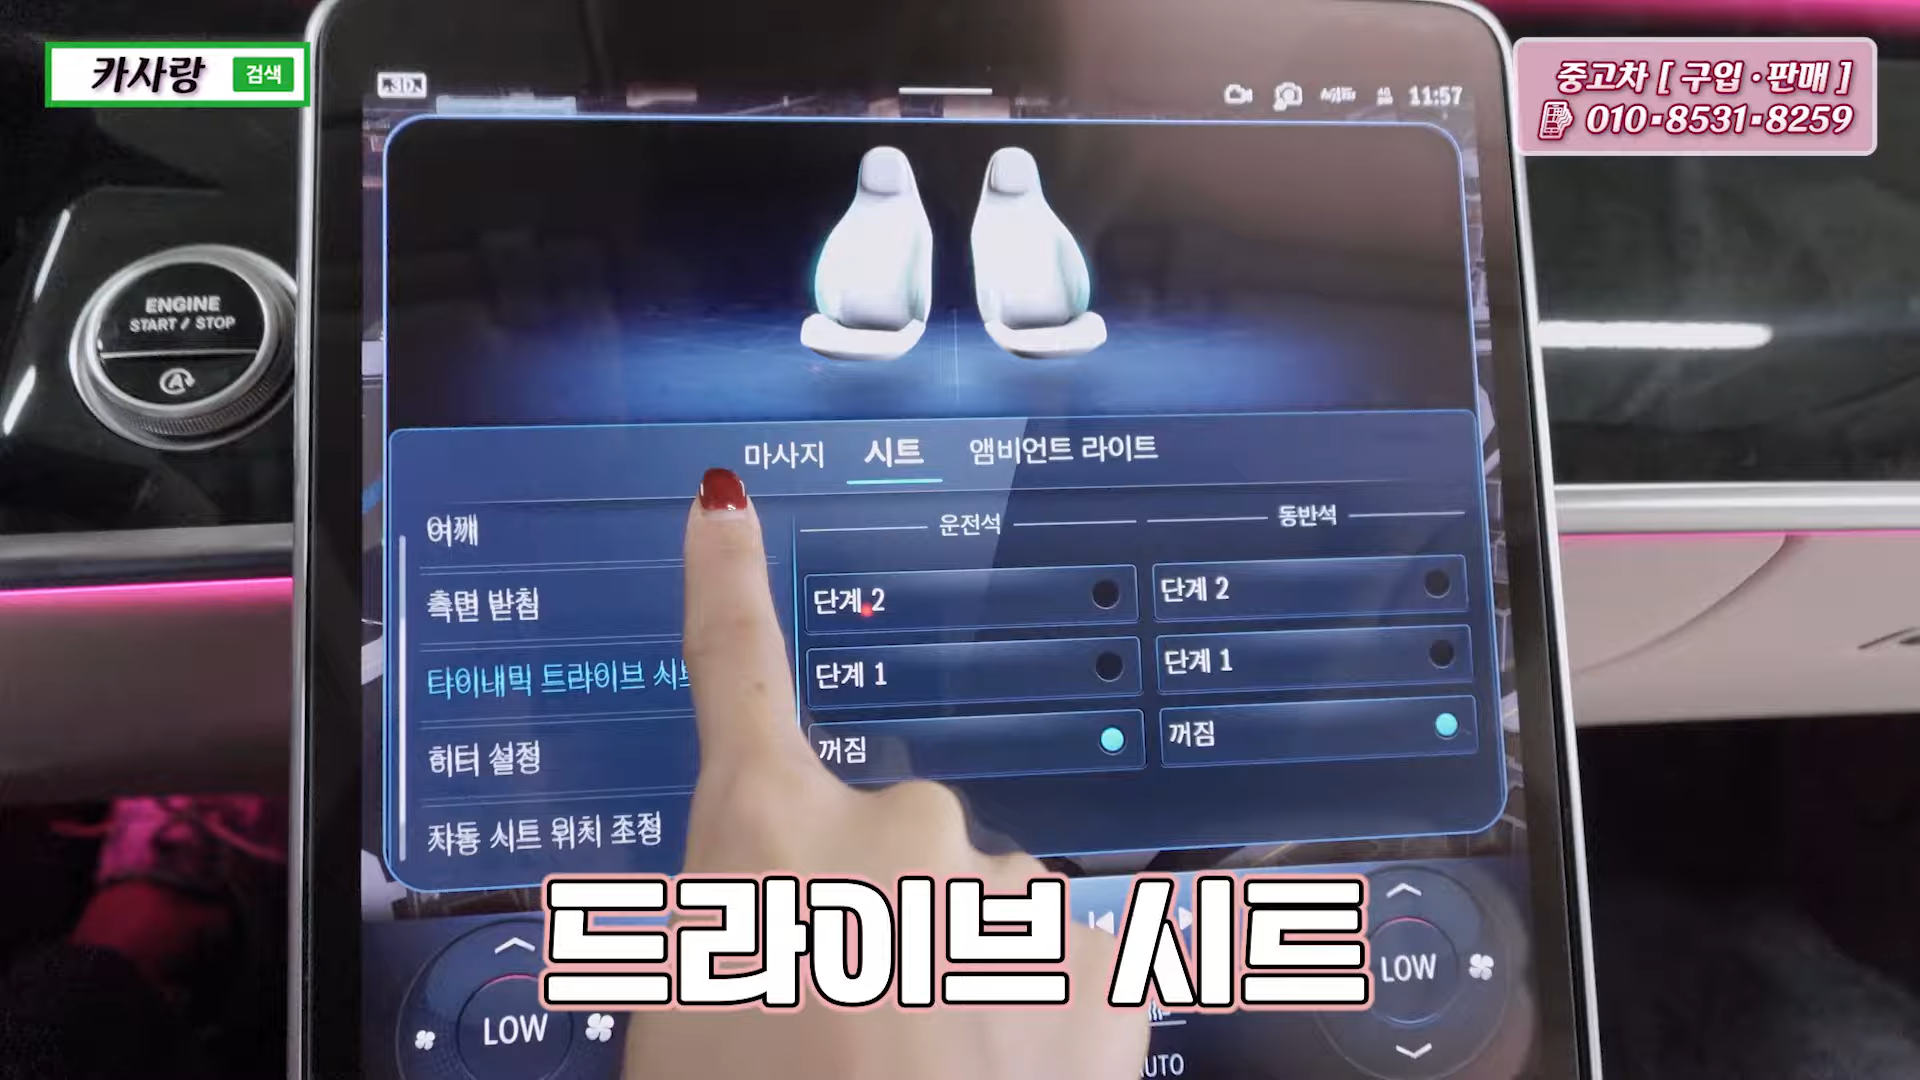 카사랑 검색
중고차 [ 구입 · 판매 ]
010·8531·8259
3D
11:57
ENGINE
START / STOP
A
마사지 시트 앰비언트 라이트
운전석 동반석
어깨
측면 받침
단계 2
단계 2
단계 1
단계 1
꺼짐
꺼짐
다이내믹 드라이브 시트
히터 설정
자동 시트 위치 조정
드라이브 시트
LOW
LOW
AUTO